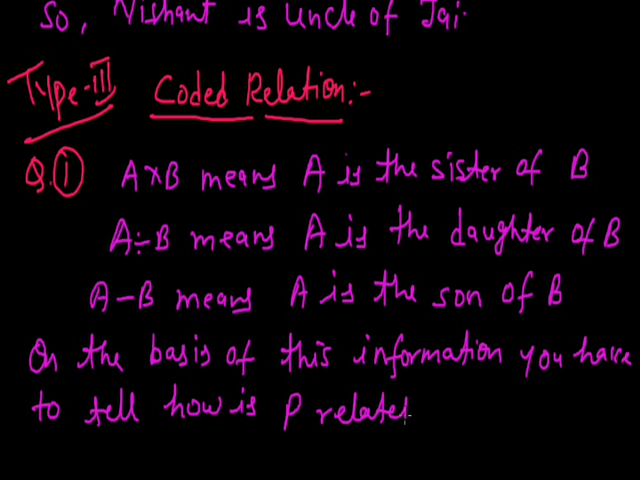 So, Nishant is Uncle of Jai.
Type-III Coded Relation:-
Q.① A×B means A is the sister of B
A÷B means A is the daughter of B
A-B means A is the son of B
On the basis of this information you have
to tell how is P relate